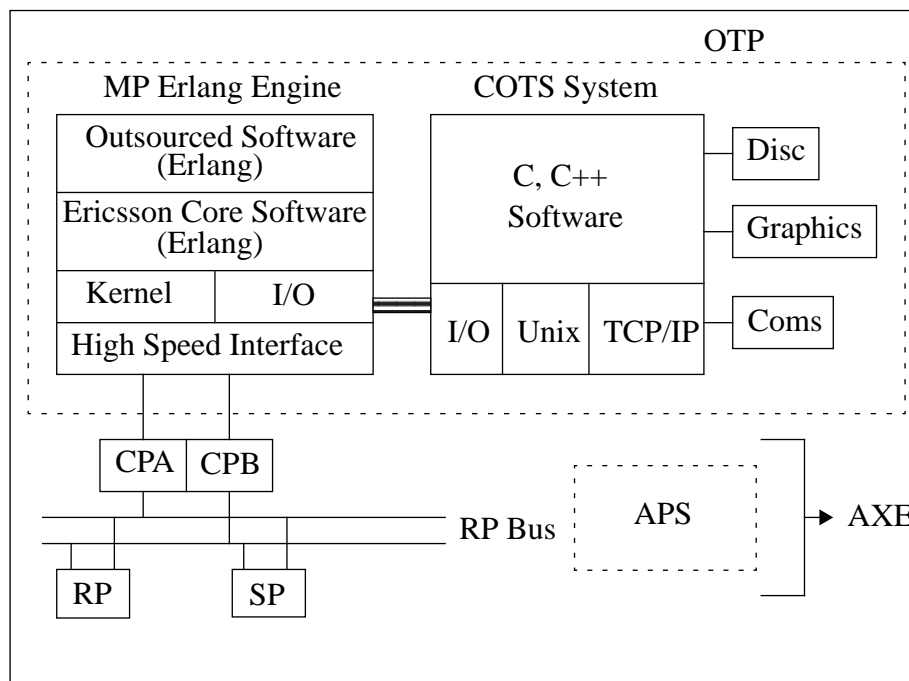 OTP
MP Erlang Engine
COTS System
Outsourced Software
(Erlang)
Ericsson Core Software
(Erlang)
Kernel
I/O
High Speed Interface
C, C++
Software
I/O
Unix
TCP/IP
Disc
Graphics
Coms
CPA
CPB
RP Bus
APS
AXE
RP
SP